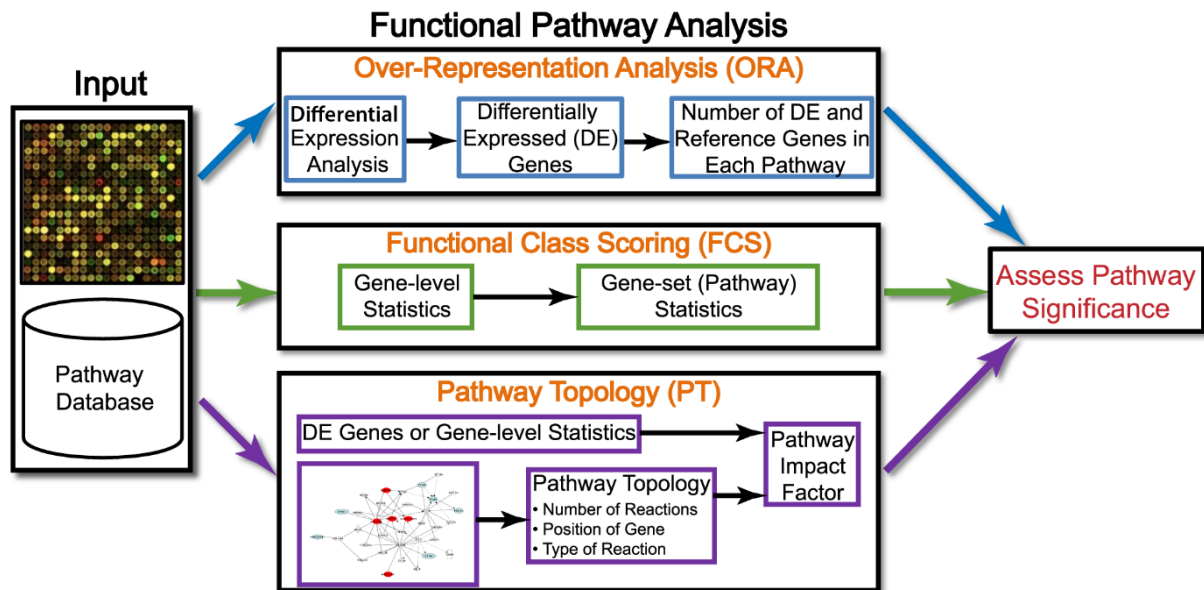 Functional Pathway Analysis
Input
Pathway
Database
Over-Representation Analysis (ORA)
Differential
Expression
Analysis
Differentially
Expressed (DE)
Genes
Number of DE and
Reference Genes in
Each Pathway
Functional Class Scoring (FCS)
Gene-level
Statistics
Gene-set (Pathway)
Statistics
Pathway Topology (PT)
DE Genes or Gene-level Statistics
Pathway Topology
• Number of Reactions
• Position of Gene
• Type of Reaction
Pathway
Impact
Factor
Assess Pathway
Significance